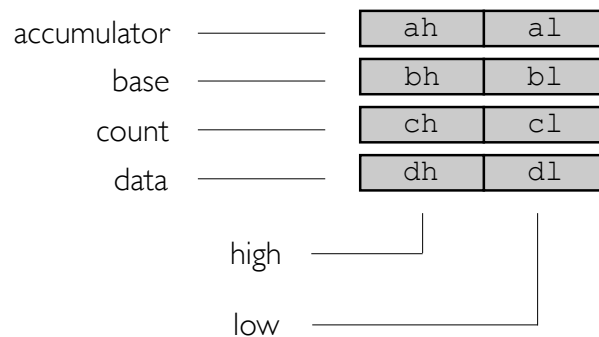 accumulator ah al
base bh bl
count ch cl
data dh dl
high
low